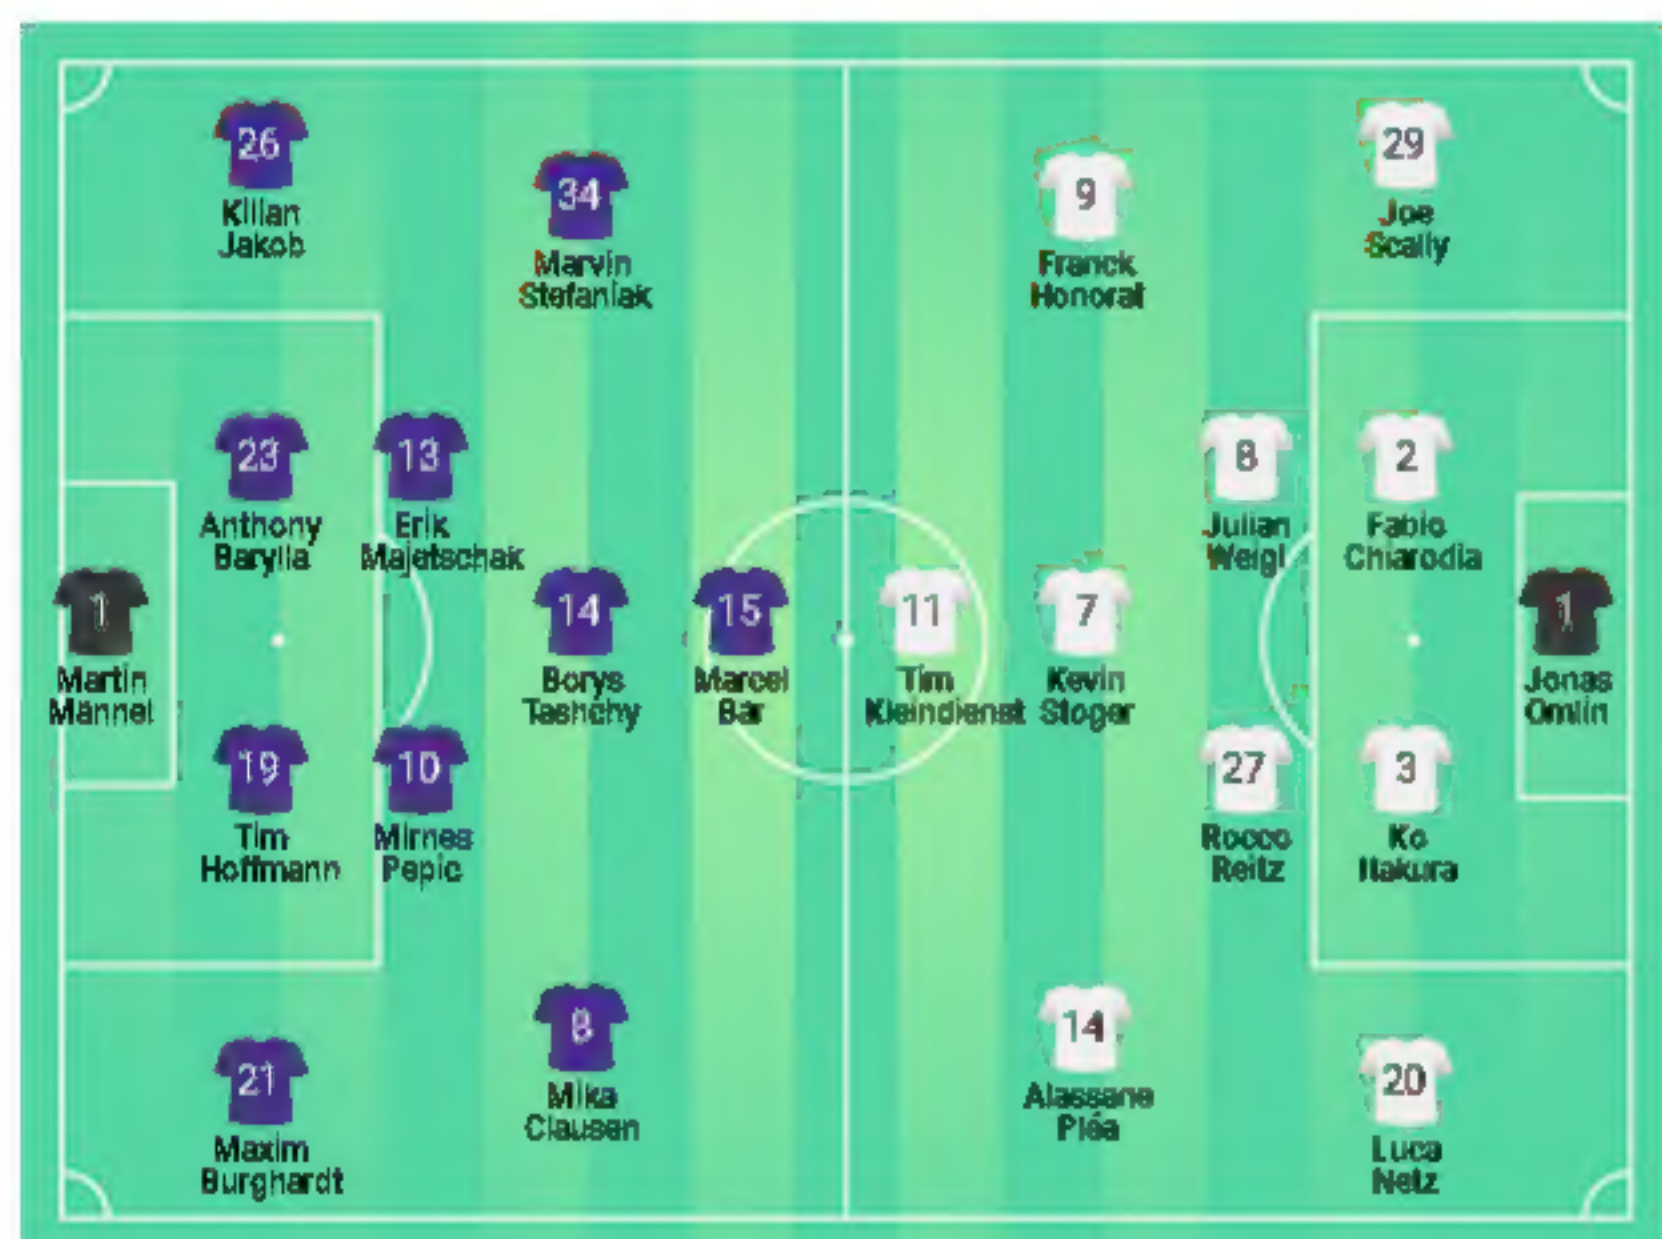 26
Kilian
Jakob
34
Marvin
Stefaniak
9
Franck
Honorat
29
Joe
Scally
23
Anthony
Barylla
13
Erik
Majetschak
8
Julian
Weigl
2
Fabio
Chiarodia
1
Martin
Männel
14
Borys
Tashchy
15
Marcel
Bär
11
Tim
Kleindienst
7
Kevin
Stöger
1
Jonas
Omlin
19
Tim
Hoffmann
10
Mirnes
Pepic
27
Rocco
Reitz
3
Ko
Itakura
21
Maxim
Burghardt
8
Mika
Clausen
14
Alassane
Pléa
20
Luca
Netz